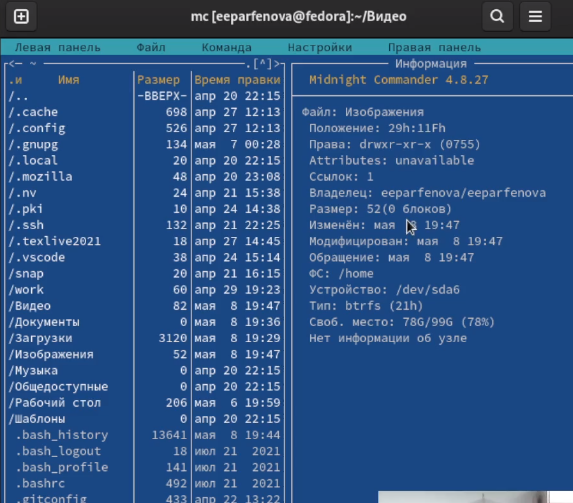 mc [eeparfenova@fedora]:~/Видео
Левая панель Файл Команда Настройки Правая панель
<— ~ .[^]>
.и Имя Размер Время правки
/.. -ВВЕРХ- апр 20 22:15
/.cache 698 апр 27 12:13
/.config 526 апр 27 12:13
/.gnupg 134 мая 7 00:28
/.local 20 апр 20 22:15
/.mozilla 48 апр 20 23:08
/.nv 24 апр 21 15:38
/.pki 10 апр 24 14:38
/.ssh 132 апр 21 22:25
/.texlive2021 18 апр 27 14:45
/.vscode 38 апр 24 15:14
/snap 20 апр 21 16:15
/work 60 апр 29 19:23
/Видео 82 мая 8 19:47
/Документы 0 мая 8 19:36
/Загрузки 3120 мая 8 19:29
/Изображения 52 мая 8 19:47
/Музыка 0 апр 20 22:15
/Общедоступные 0 апр 20 22:15
/Рабочий стол 206 мая 6 19:59
/Шаблоны 0 апр 20 22:15
.bash_history 13641 мая 8 19:44
.bash_logout 18 июл 21 2021
.bash_profile 141 июл 21 2021
.bashrc 492 июл 21 2021
.gitconfig 433 апр 22 13:22
Информация
Midnight Commander 4.8.27
Файл: Изображения
Положение: 29h:11Fh
Права: drwxr-xr-x (0755)
Attributes: unavailable
Ссылок: 1
Владелец: eeparfenova/eeparfenova
Размер: 52(0 блоков)
Изменён: мая 8 19:47
Модифицирован: мая 8 19:47
Обращение: мая 8 19:47
ФС: /home
Устройство: /dev/sda6
Тип: btrfs (21h)
Своб. место: 78G/99G (78%)
Нет информации об узле